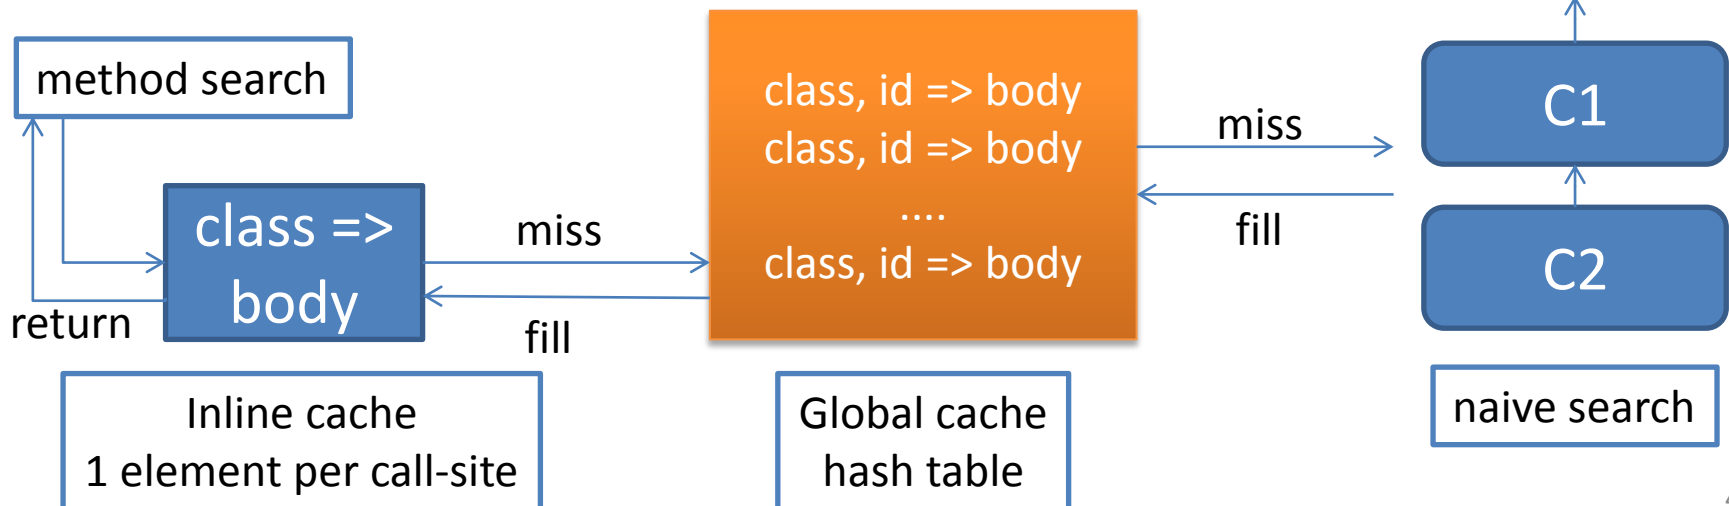 method search
class =>
body
return
miss
fill
class, id => body
class, id => body
....
class, id => body
miss
fill
C1
C2
Inline cache
1 element per call-site
Global cache
hash table
naive search